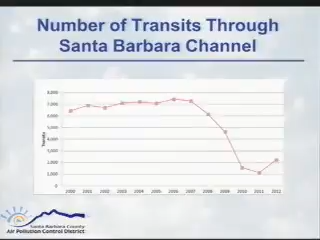 Number of Transits Through
Santa Barbara Channel
8,000
7,000
6,000
5,000
4,000
3,000
2,000
1,000
0
Transits
2000 2001 2002 2003 2004 2005 2006 2007 2008 2009 2010 2011 2012
Santa Barbara County
Air Pollution Control District